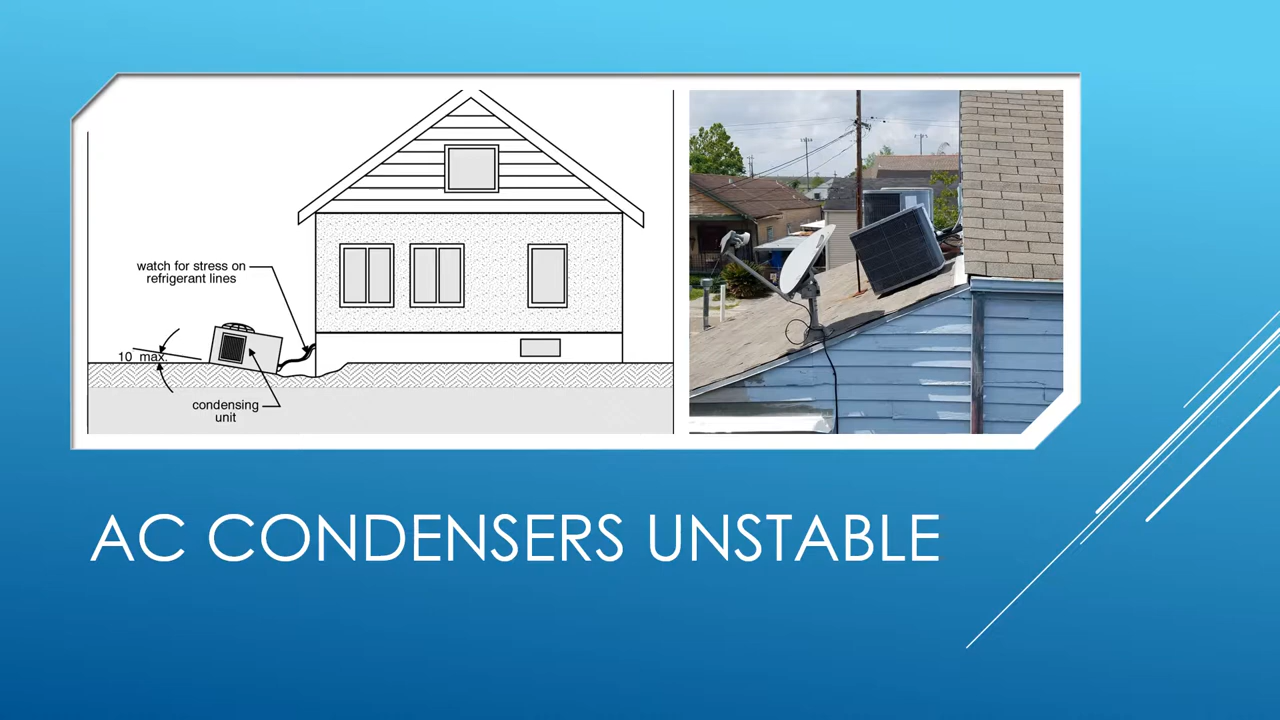 watch for stress on
refrigerant lines
10 max.
condensing
unit
AC CONDENSERS UNSTABLE